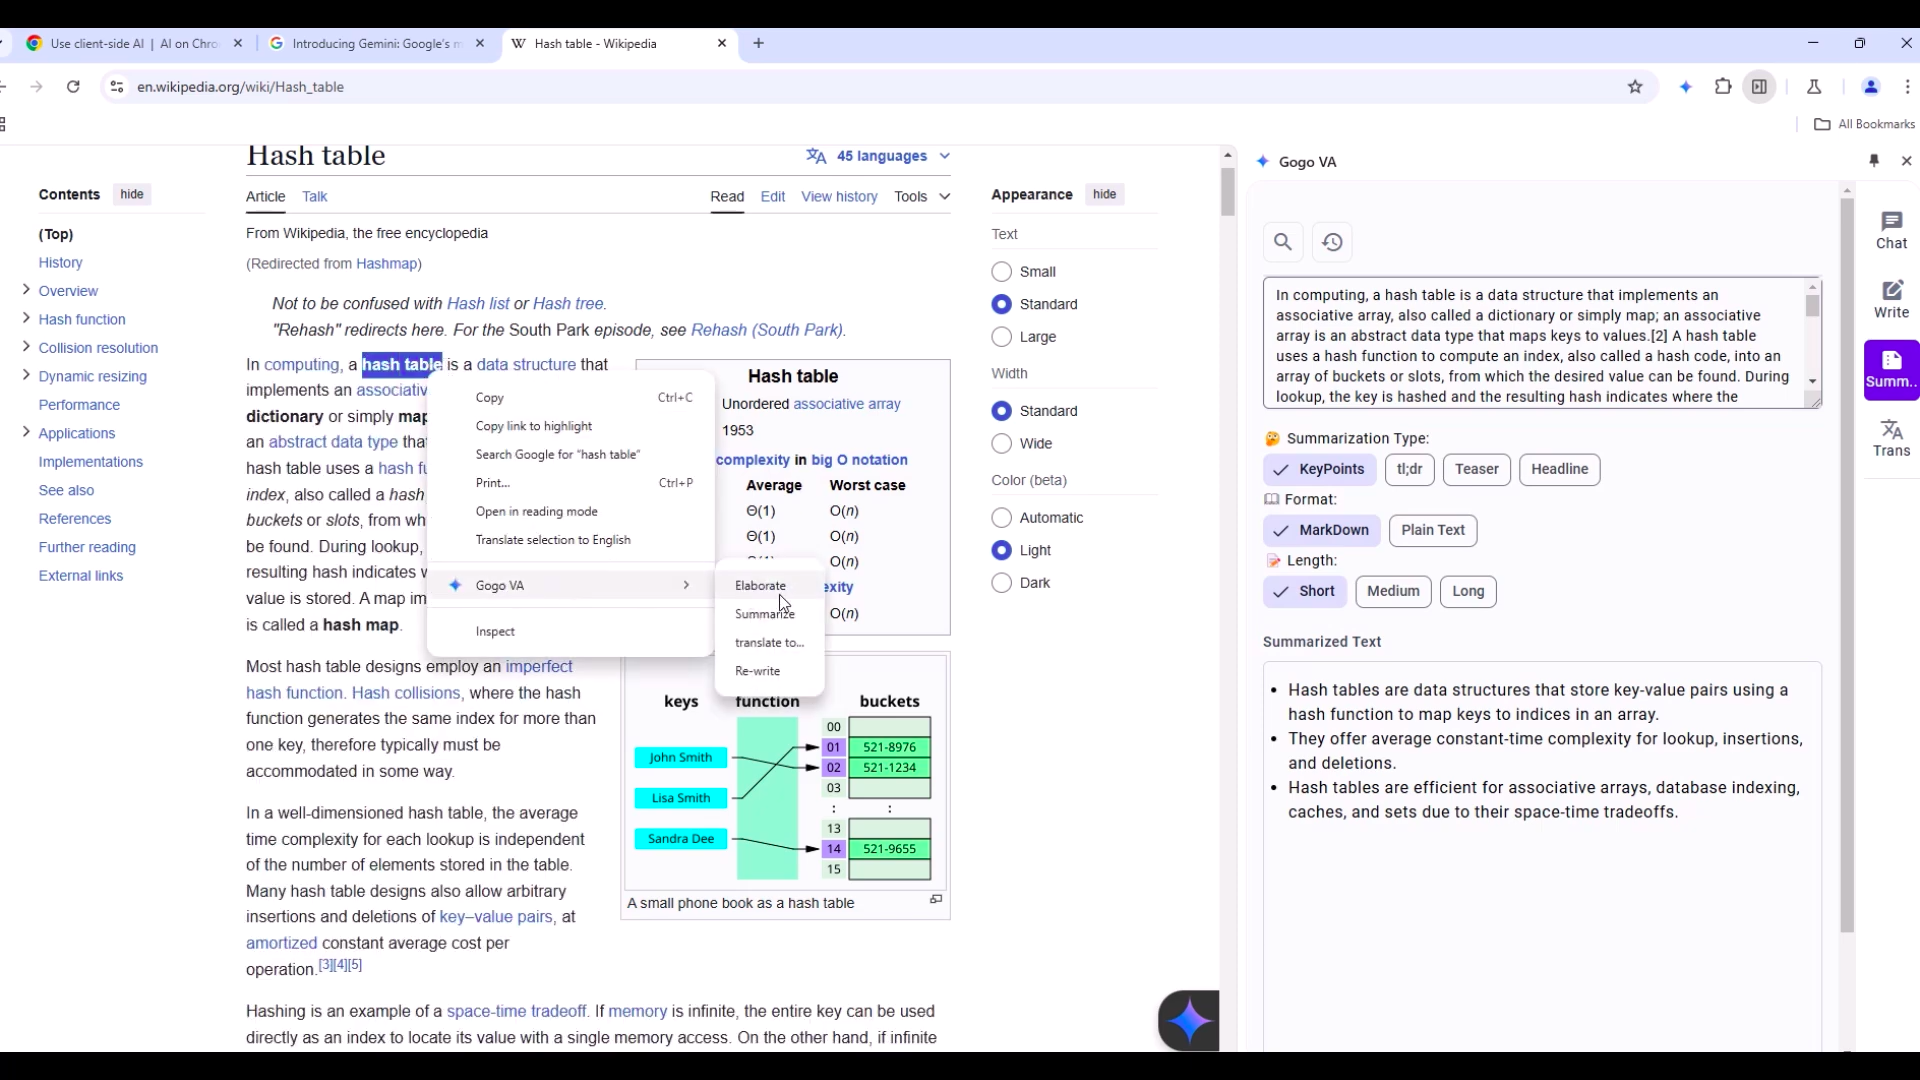 Use client-side AI | AI on Chro
Introducing Gemini: Google's m
Hash table - Wikipedia
en.wikipedia.org/wiki/Hash_table
All Bookmarks
Contents hide
(Top)
History
Overview
Hash function
Collision resolution
Dynamic resizing
Performance
Applications
Implementations
See also
References
Further reading
External links
Hash table
45 languages
Article Talk
Read Edit View history Tools
From Wikipedia, the free encyclopedia
(Redirected from Hashmap)
Not to be confused with Hash list or Hash tree.
"Rehash" redirects here. For the South Park episode, see Rehash (South Park).
In computing, a hash table is a data structure that
implements an associativ
dictionary or simply map
an abstract data type that
hash table uses a hash fu
index, also called a hash
buckets or slots, from wh
be found. During lookup,
resulting hash indicates w
value is stored. A map im
is called a hash map.
Most hash table designs employ an imperfect
hash function. Hash collisions, where the hash
function generates the same index for more than
one key, therefore typically must be
accommodated in some way.
In a well-dimensioned hash table, the average
time complexity for each lookup is independent
of the number of elements stored in the table.
Many hash table designs also allow arbitrary
insertions and deletions of key–value pairs, at
amortized constant average cost per
operation.[3][4][5]
Hashing is an example of a space-time tradeoff. If memory is infinite, the entire key can be used
directly as an index to locate its value with a single memory access. On the other hand, if infinite
Copy Ctrl+C
Copy link to highlight
Search Google for "hash table"
Print... Ctrl+P
Open in reading mode
Translate selection to English
Gogo VA
Inspect
Elaborate
Summarize
translate to...
Re-write
Hash table
Unordered associative array
1953
complexity in big O notation
Average Worst case
Θ(1) O(n)
Θ(1) O(n)
O(n)
exity
O(n)
keys function buckets
00
01 521-8976
02 521-1234
03
: :
13
14 521-9655
15
John Smith
Lisa Smith
Sandra Dee
A small phone book as a hash table
Appearance hide
Text
Small
Standard
Large
Width
Standard
Wide
Color (beta)
Automatic
Light
Dark
Gogo VA
In computing, a hash table is a data structure that implements an
associative array, also called a dictionary or simply map; an associative
array is an abstract data type that maps keys to values.[2] A hash table
uses a hash function to compute an index, also called a hash code, into an
array of buckets or slots, from which the desired value can be found. During
lookup, the key is hashed and the resulting hash indicates where the
Summarization Type:
KeyPoints tl;dr Teaser Headline
Format:
MarkDown Plain Text
Length:
Short Medium Long
Summarized Text
• Hash tables are data structures that store key-value pairs using a
hash function to map keys to indices in an array.
• They offer average constant-time complexity for lookup, insertions,
and deletions.
• Hash tables are efficient for associative arrays, database indexing,
caches, and sets due to their space-time tradeoffs.
Chat
Write
Summ..
Trans